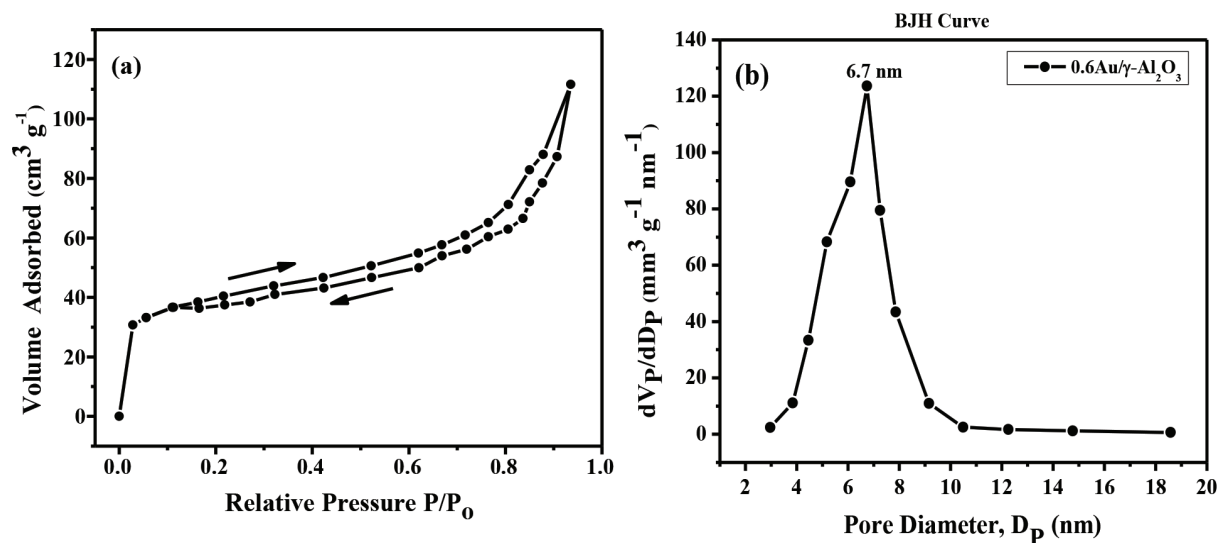 (a)
Volume Adsorbed (cm³ g⁻¹)
120
100
80
60
40
20
0
0.0 0.2 0.4 0.6 0.8 1.0
Relative Pressure P/Pₒ
BJH Curve
(b)
6.7 nm
0.6Au/γ-Al₂O₃
dVₚ/dDₚ (mm³ g⁻¹ nm⁻¹)
140
120
100
80
60
40
20
0
2 4 6 8 10 12 14 16 18 20
Pore Diameter, Dₚ (nm)